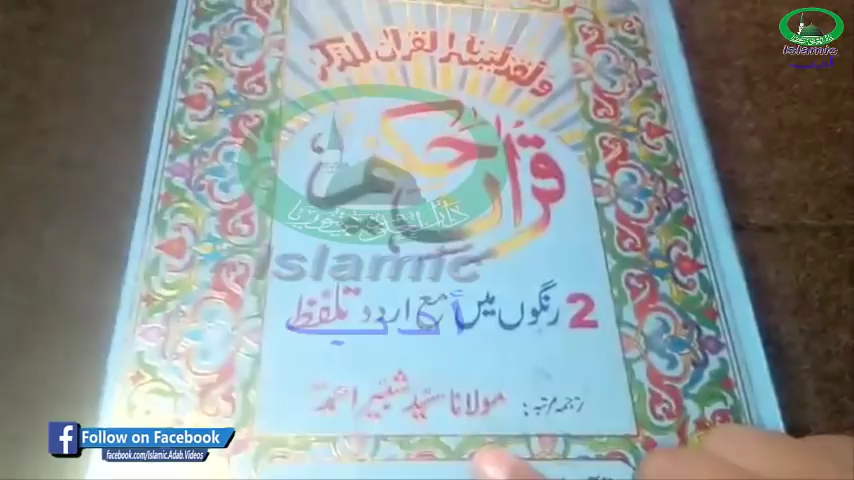 ولقد یسرنا القرآن للذکر
قرآن حکیم
Islamic
2 رنگوں میں مع اردو تلفظ
ترجمہ مرتبہ: مولانا سید شبیر احمد
Islamic
ادب
Follow on Facebook
facebook.com/Islamic.Adab.Videos